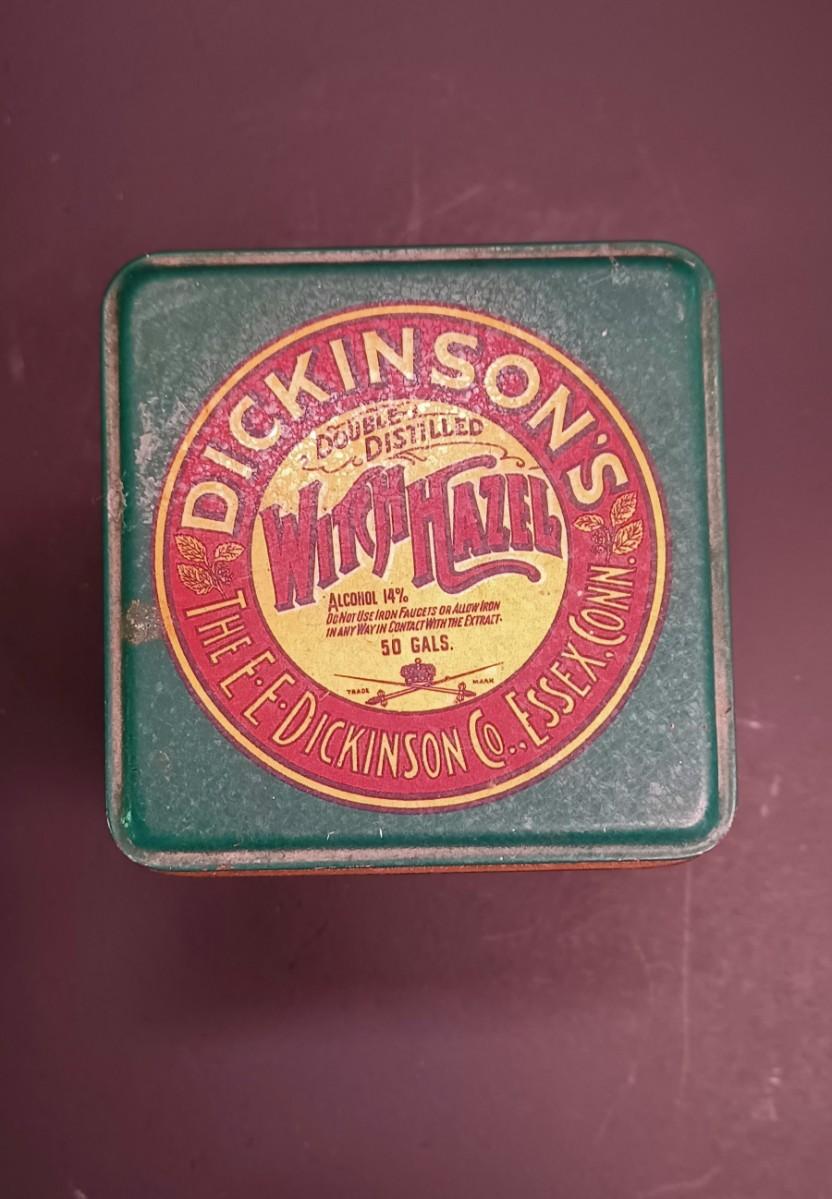 DICKINSON'S
DOUBLE
DISTILLED
WITCH HAZEL
ALCOHOL 14%
DO NOT USE IRON FAUCETS OR ALLOW IRON
IN ANY WAY IN CONTACT WITH THE EXTRACT.
50 GALS.
TRADE MARK
THE E.E. DICKINSON CO., ESSEX, CONN.